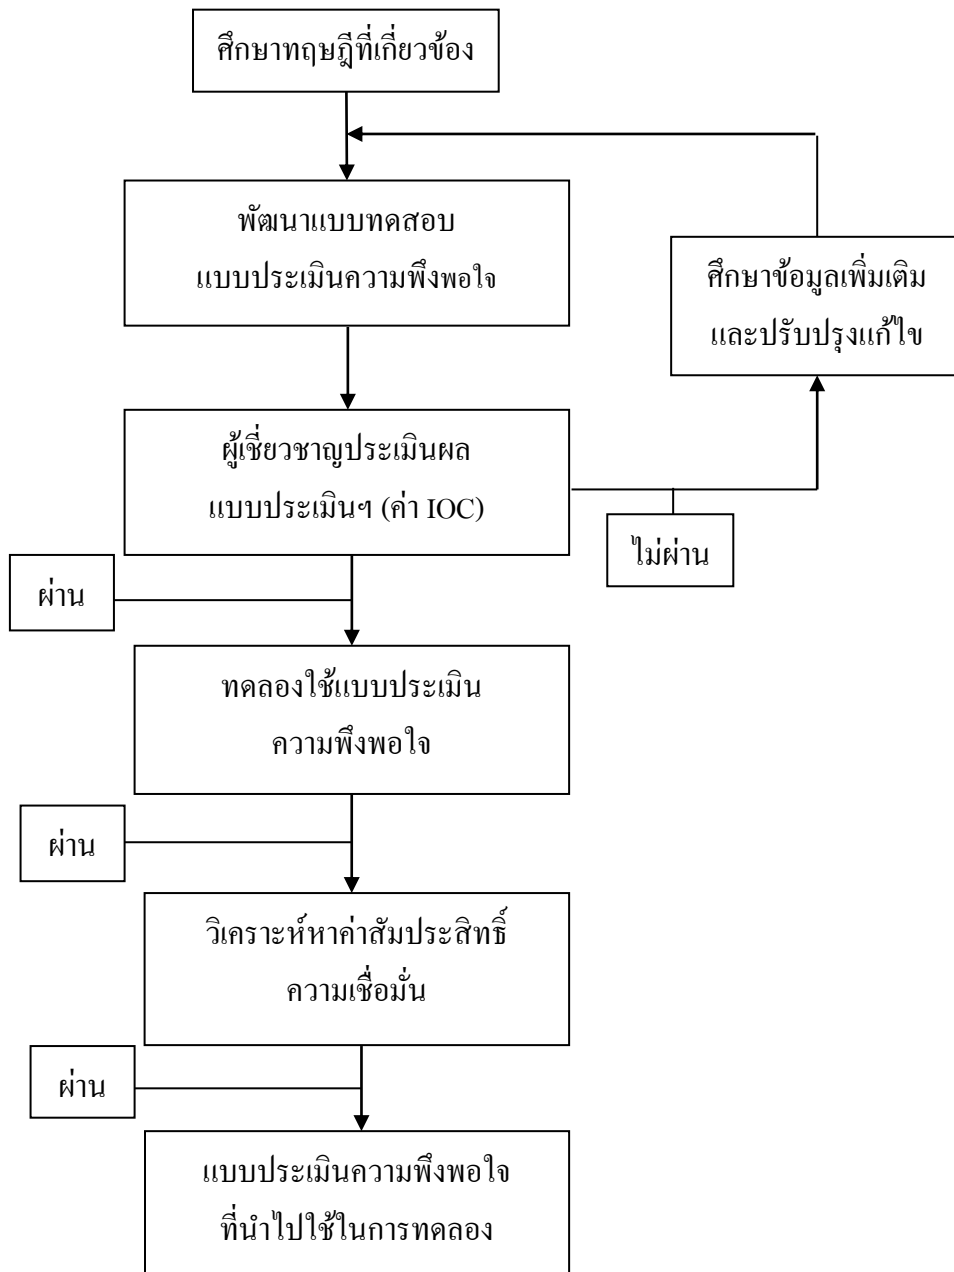 ศึกษาทฤษฎีที่เกี่ยวข้อง
พัฒนาแบบทดสอบ
แบบประเมินความพึงพอใจ
ศึกษาข้อมูลเพิ่มเติม
และปรับปรุงแก้ไข
ผู้เชี่ยวชาญประเมินผล
แบบประเมินฯ (ค่า IOC)
ไม่ผ่าน
ผ่าน
ทดลองใช้แบบประเมิน
ความพึงพอใจ
ผ่าน
วิเคราะห์หาค่าสัมประสิทธิ์
ความเชื่อมั่น
ผ่าน
แบบประเมินความพึงพอใจ
ที่นำไปใช้ในการทดลอง